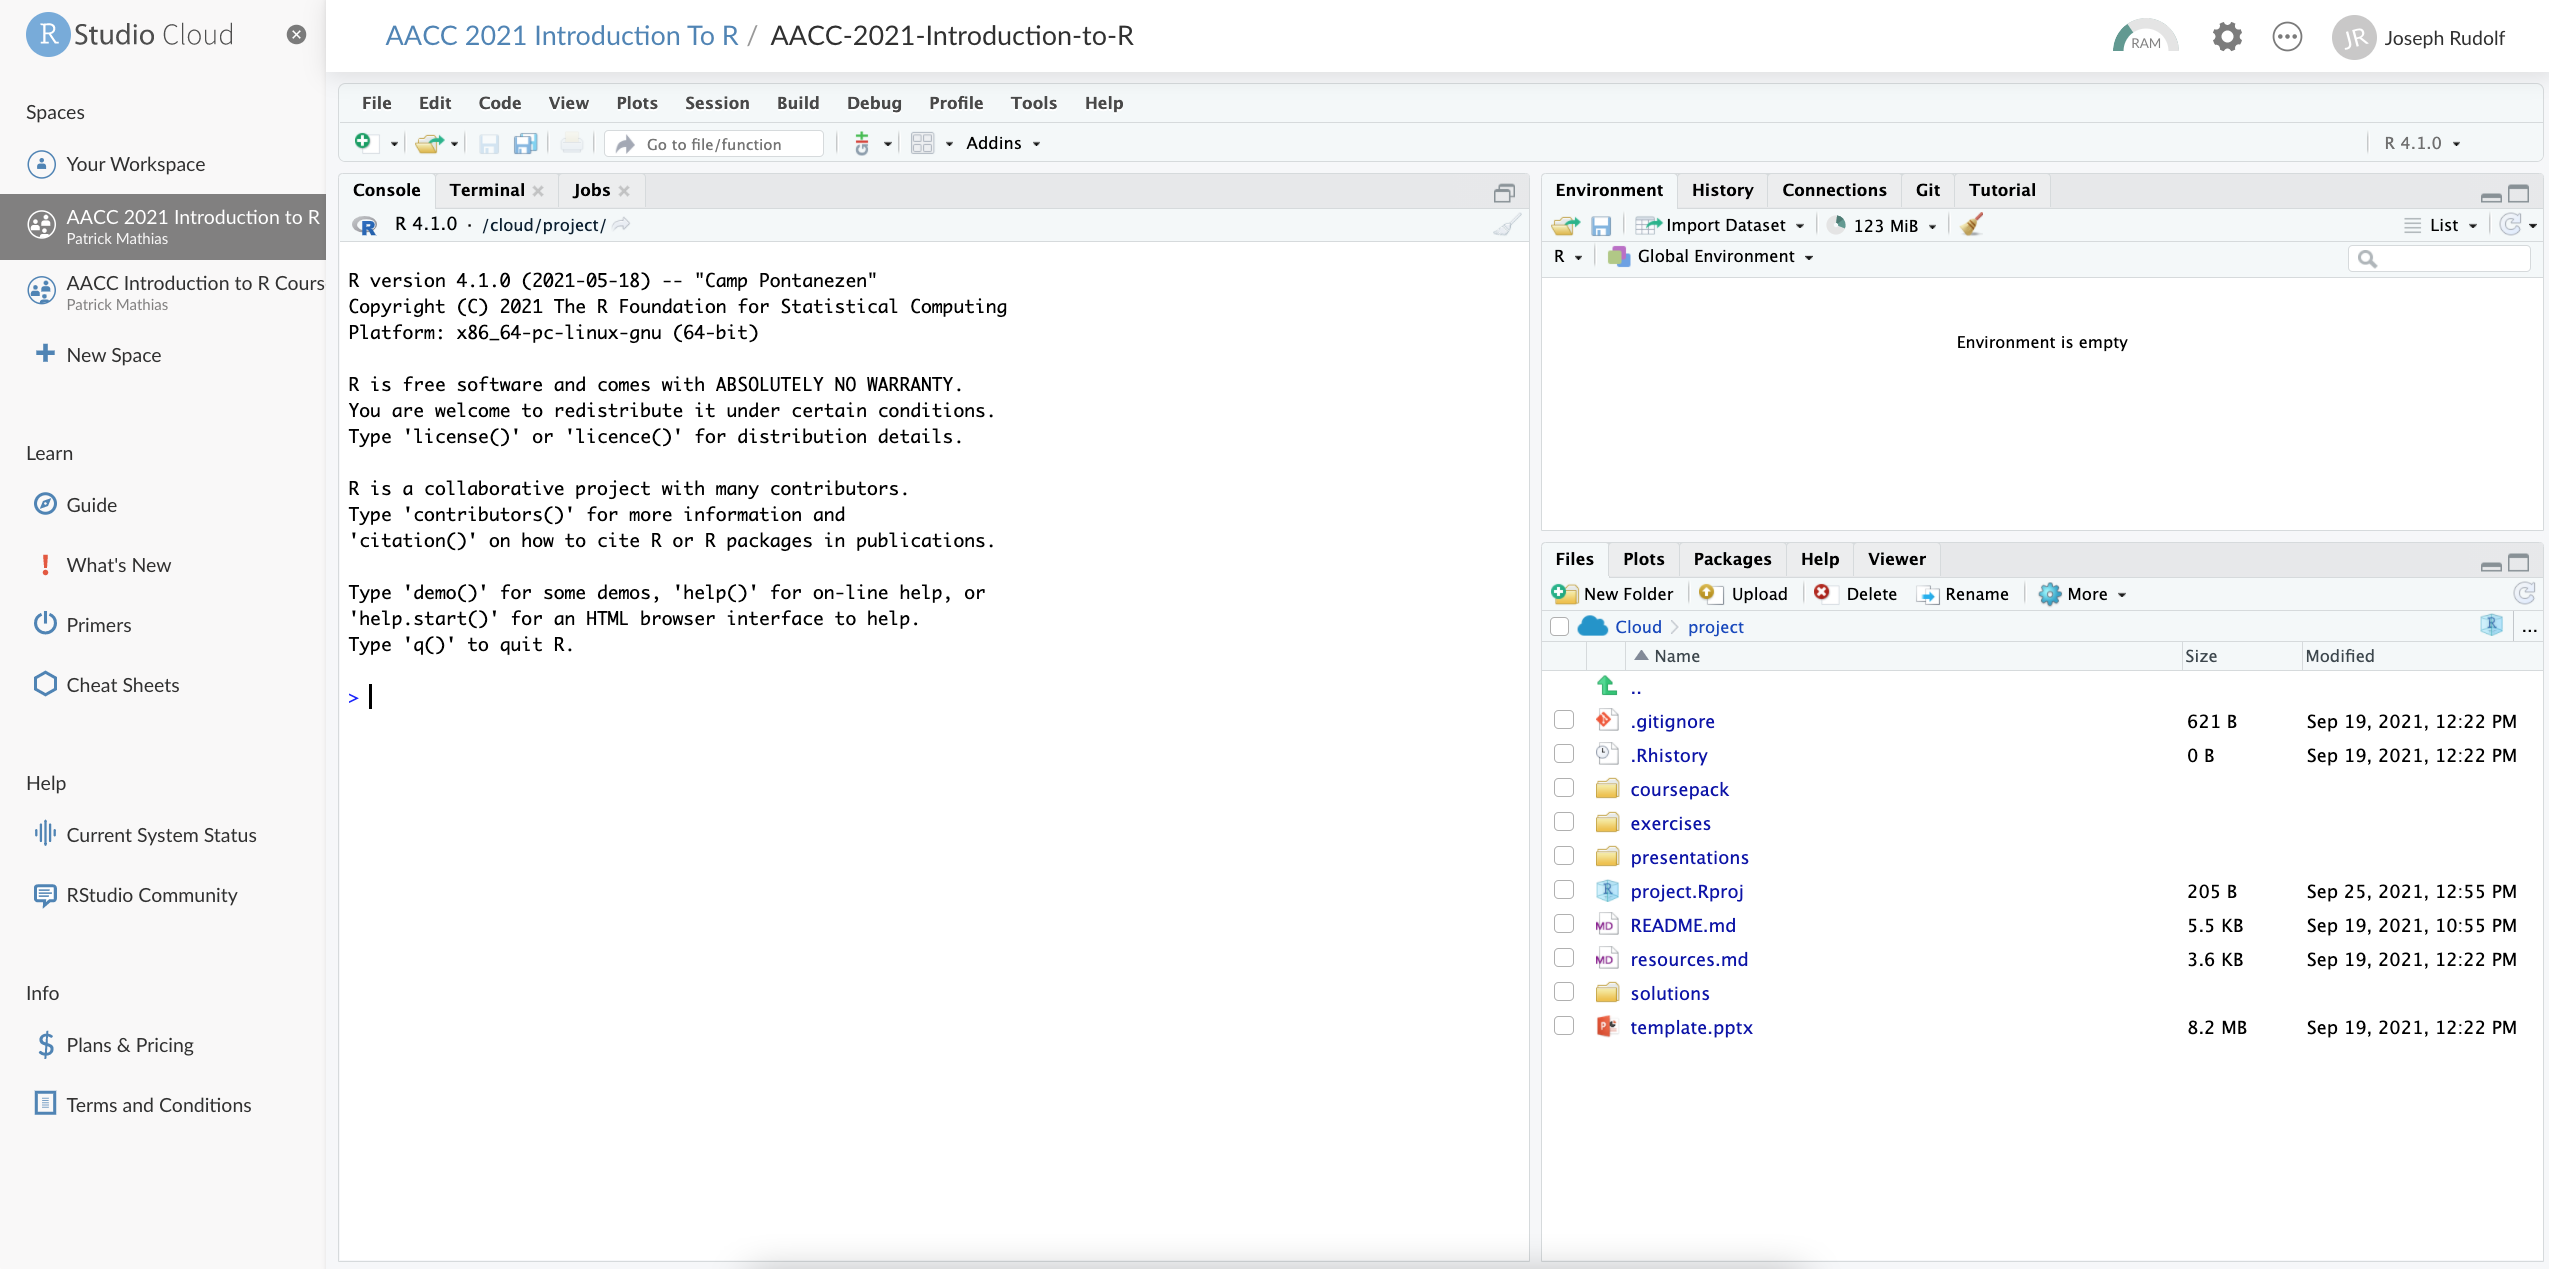 R Studio Cloud
AACC 2021 Introduction To R / AACC-2021-Introduction-to-R
RAM
JR Joseph Rudolf
Spaces
Your Workspace
AACC 2021 Introduction to R
Patrick Mathias
AACC Introduction to R Cours
Patrick Mathias
New Space
Learn
Guide
What's New
Primers
Cheat Sheets
Help
Current System Status
RStudio Community
Info
Plans & Pricing
Terms and Conditions
File Edit Code View Plots Session Build Debug Profile Tools Help
Go to file/function Addins R 4.1.0
Console Terminal Jobs
R 4.1.0 · /cloud/project/
R version 4.1.0 (2021-05-18) -- "Camp Pontanezen"
Copyright (C) 2021 The R Foundation for Statistical Computing
Platform: x86_64-pc-linux-gnu (64-bit)
R is free software and comes with ABSOLUTELY NO WARRANTY.
You are welcome to redistribute it under certain conditions.
Type 'license()' or 'licence()' for distribution details.
R is a collaborative project with many contributors.
Type 'contributors()' for more information and
'citation()' on how to cite R or R packages in publications.
Type 'demo()' for some demos, 'help()' for on-line help, or
'help.start()' for an HTML browser interface to help.
Type 'q()' to quit R.
>
Environment History Connections Git Tutorial
Import Dataset 123 MiB List
R Global Environment
Environment is empty
Files Plots Packages Help Viewer
New Folder Upload Delete Rename More
Cloud project ...
Name Size Modified
..
.gitignore 621 B Sep 19, 2021, 12:22 PM
.Rhistory 0 B Sep 19, 2021, 12:22 PM
coursepack
exercises
presentations
project.Rproj 205 B Sep 25, 2021, 12:55 PM
README.md 5.5 KB Sep 19, 2021, 10:55 PM
resources.md 3.6 KB Sep 19, 2021, 12:22 PM
solutions
template.pptx 8.2 MB Sep 19, 2021, 12:22 PM